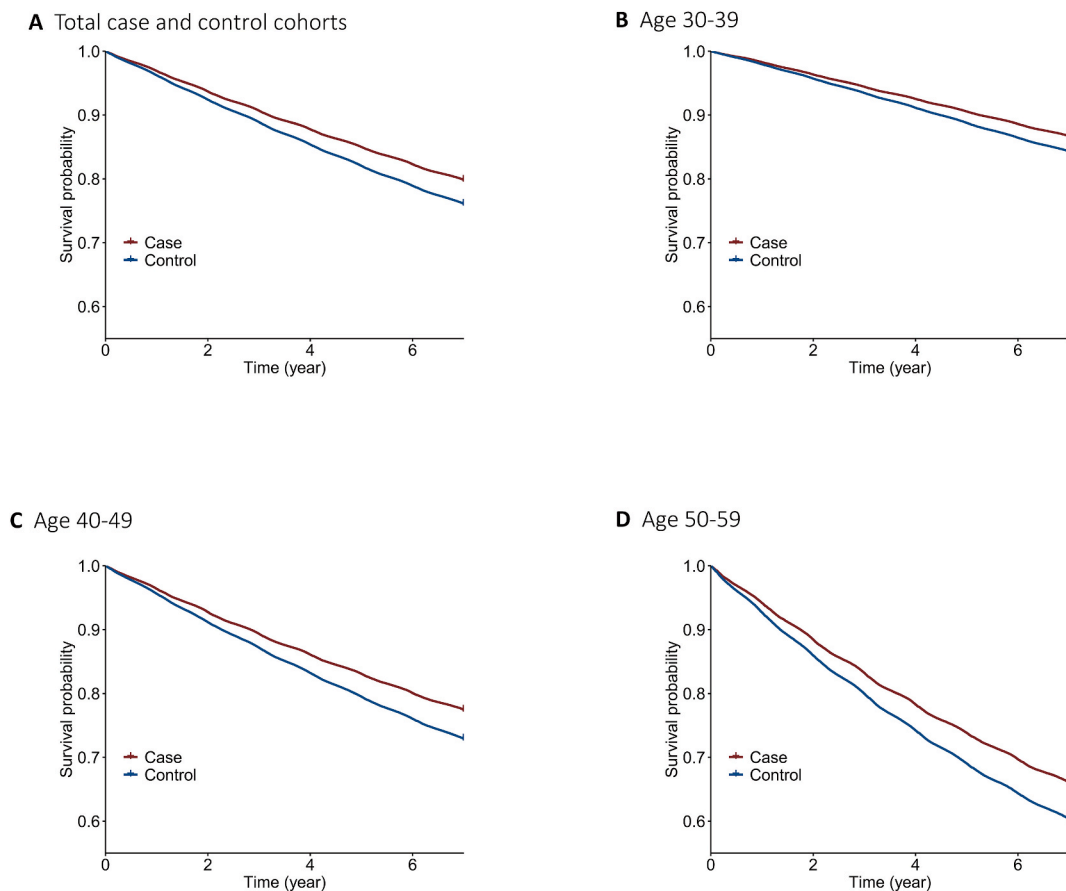 A Total case and control cohorts
1.0
0.9
0.8
0.7
0.6
Survival probability
Case
Control
0 2 4 6
Time (year)
B Age 30-39
1.0
0.9
0.8
0.7
0.6
Survival probability
Case
Control
0 2 4 6
Time (year)
C Age 40-49
1.0
0.9
0.8
0.7
0.6
Survival probability
Case
Control
0 2 4 6
Time (year)
D Age 50-59
1.0
0.9
0.8
0.7
0.6
Survival probability
Case
Control
0 2 4 6
Time (year)